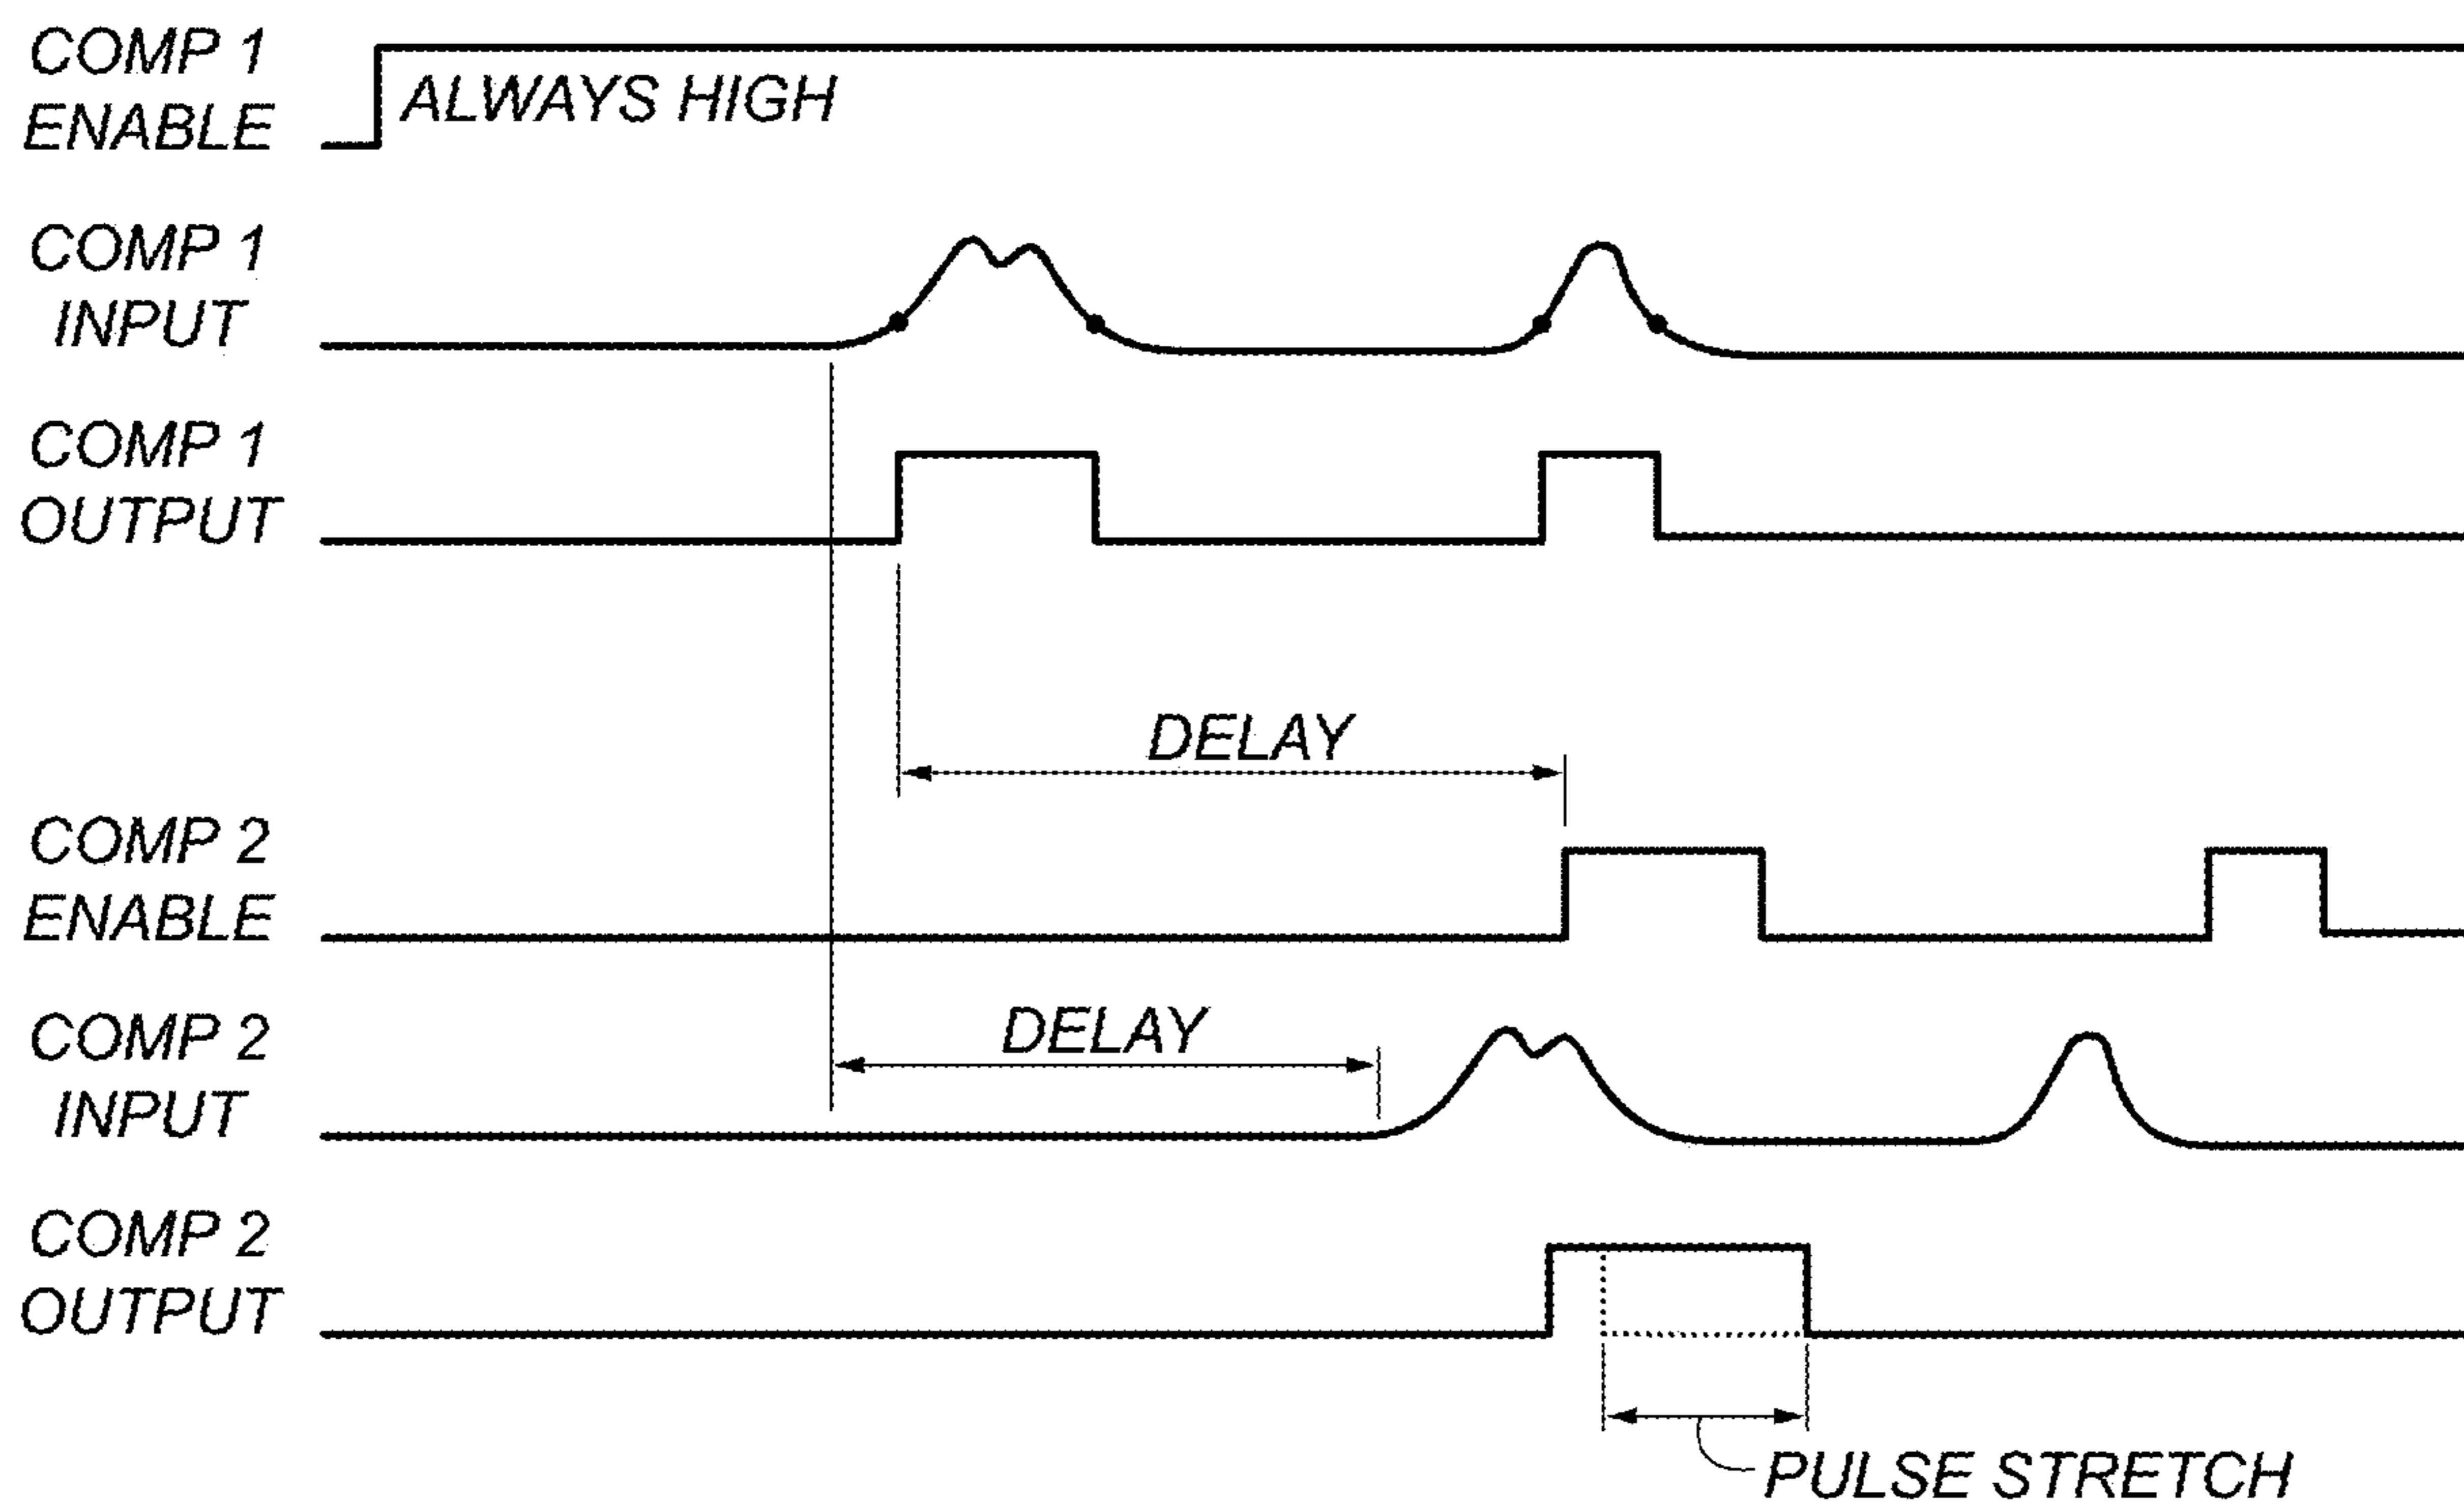 COMP 1
ENABLE
ALWAYS HIGH
COMP 1
INPUT
COMP 1
OUTPUT
DELAY
COMP 2
ENABLE
DELAY
COMP 2
INPUT
COMP 2
OUTPUT
PULSE STRETCH